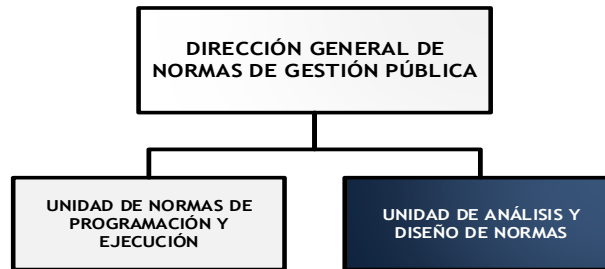 DIRECCIÓN GENERAL DE
NORMAS DE GESTIÓN PÚBLICA
UNIDAD DE NORMAS DE
PROGRAMACIÓN Y
EJECUCIÓN
UNIDAD DE ANÁLISIS Y
DISEÑO DE NORMAS